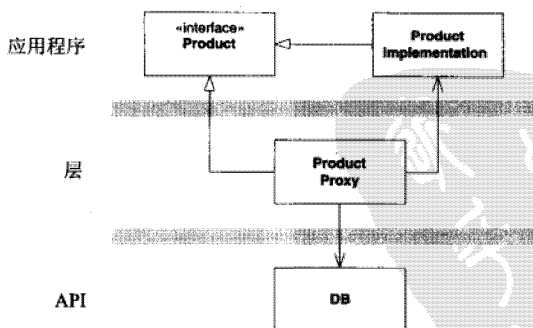 应用程序
«interface»
Product
Product
Implementation
层
Product
Proxy
API
DB